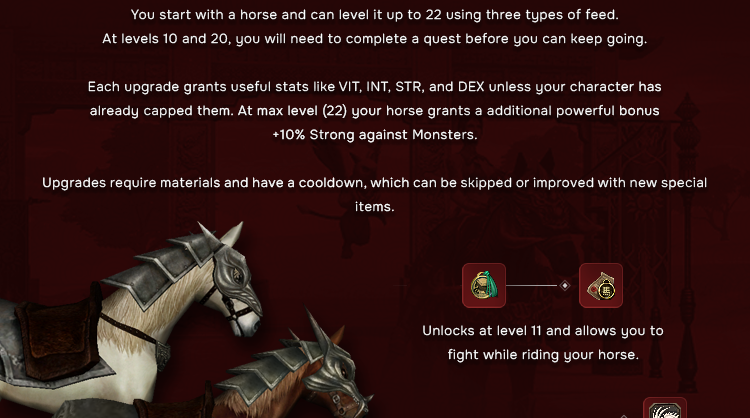 You start with a horse and can level it up to 22 using three types of feed.
At levels 10 and 20, you will need to complete a quest before you can keep going.
Each upgrade grants useful stats like VIT, INT, STR, and DEX unless your character has
already capped them. At max level (22) your horse grants a additional powerful bonus
+10% Strong against Monsters.
Upgrades require materials and have a cooldown, which can be skipped or improved with new special
items.
Unlocks at level 11 and allows you to
fight while riding your horse.